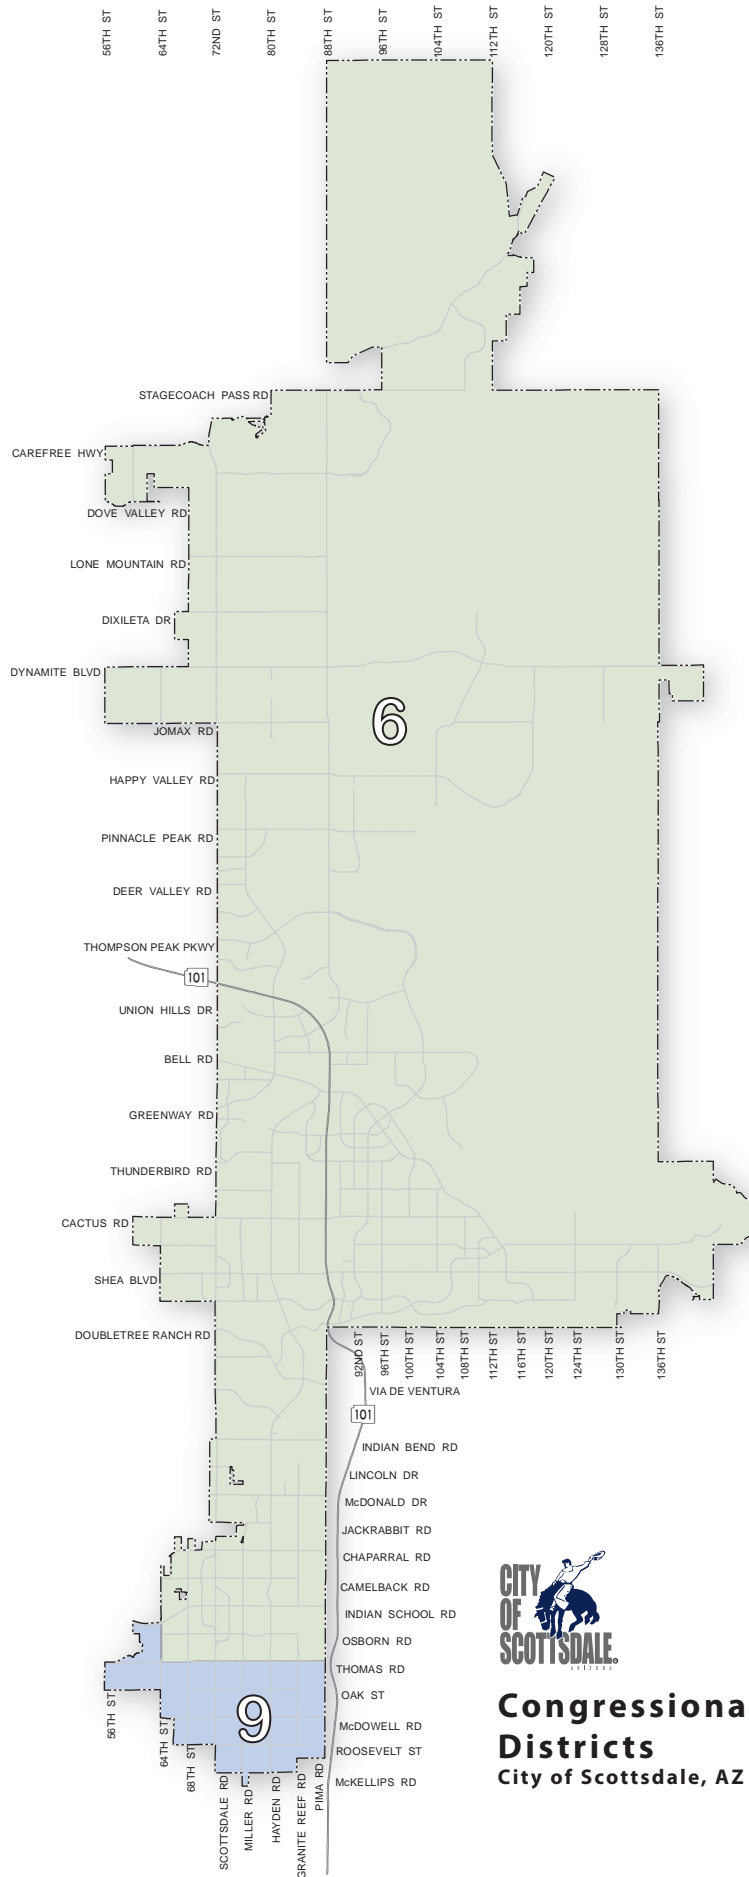 56TH ST
64TH ST
72ND ST
80TH ST
88TH ST
96TH ST
104TH ST
112TH ST
120TH ST
128TH ST
136TH ST
STAGECOACH PASS RD
CAREFREE HWY
DOVE VALLEY RD
LONE MOUNTAIN RD
DIXILETA DR
DYNAMITE BLVD
6
JOMAX RD
HAPPY VALLEY RD
PINNACLE PEAK RD
DEER VALLEY RD
THOMPSON PEAK PKWY
101
UNION HILLS DR
BELL RD
GREENWAY RD
THUNDERBIRD RD
CACTUS RD
SHEA BLVD
DOUBLETREE RANCH RD
92ND ST
96TH ST
100TH ST
104TH ST
108TH ST
112TH ST
116TH ST
120TH ST
124TH ST
130TH ST
136TH ST
VIA DE VENTURA
101
INDIAN BEND RD
LINCOLN DR
McDONALD DR
JACKRABBIT RD
CHAPARRAL RD
CAMELBACK RD
INDIAN SCHOOL RD
OSBORN RD
THOMAS RD
OAK ST
McDOWELL RD
ROOSEVELT ST
McKELLIPS RD
9
56TH ST
64TH ST
68TH ST
SCOTTSDALE RD
MILLER RD
HAYDEN RD
GRANITE REEF RD
PIMA RD
CITY
OF
SCOTTSDALE
ARIZONA
Congressiona
Districts
City of Scottsdale, AZ